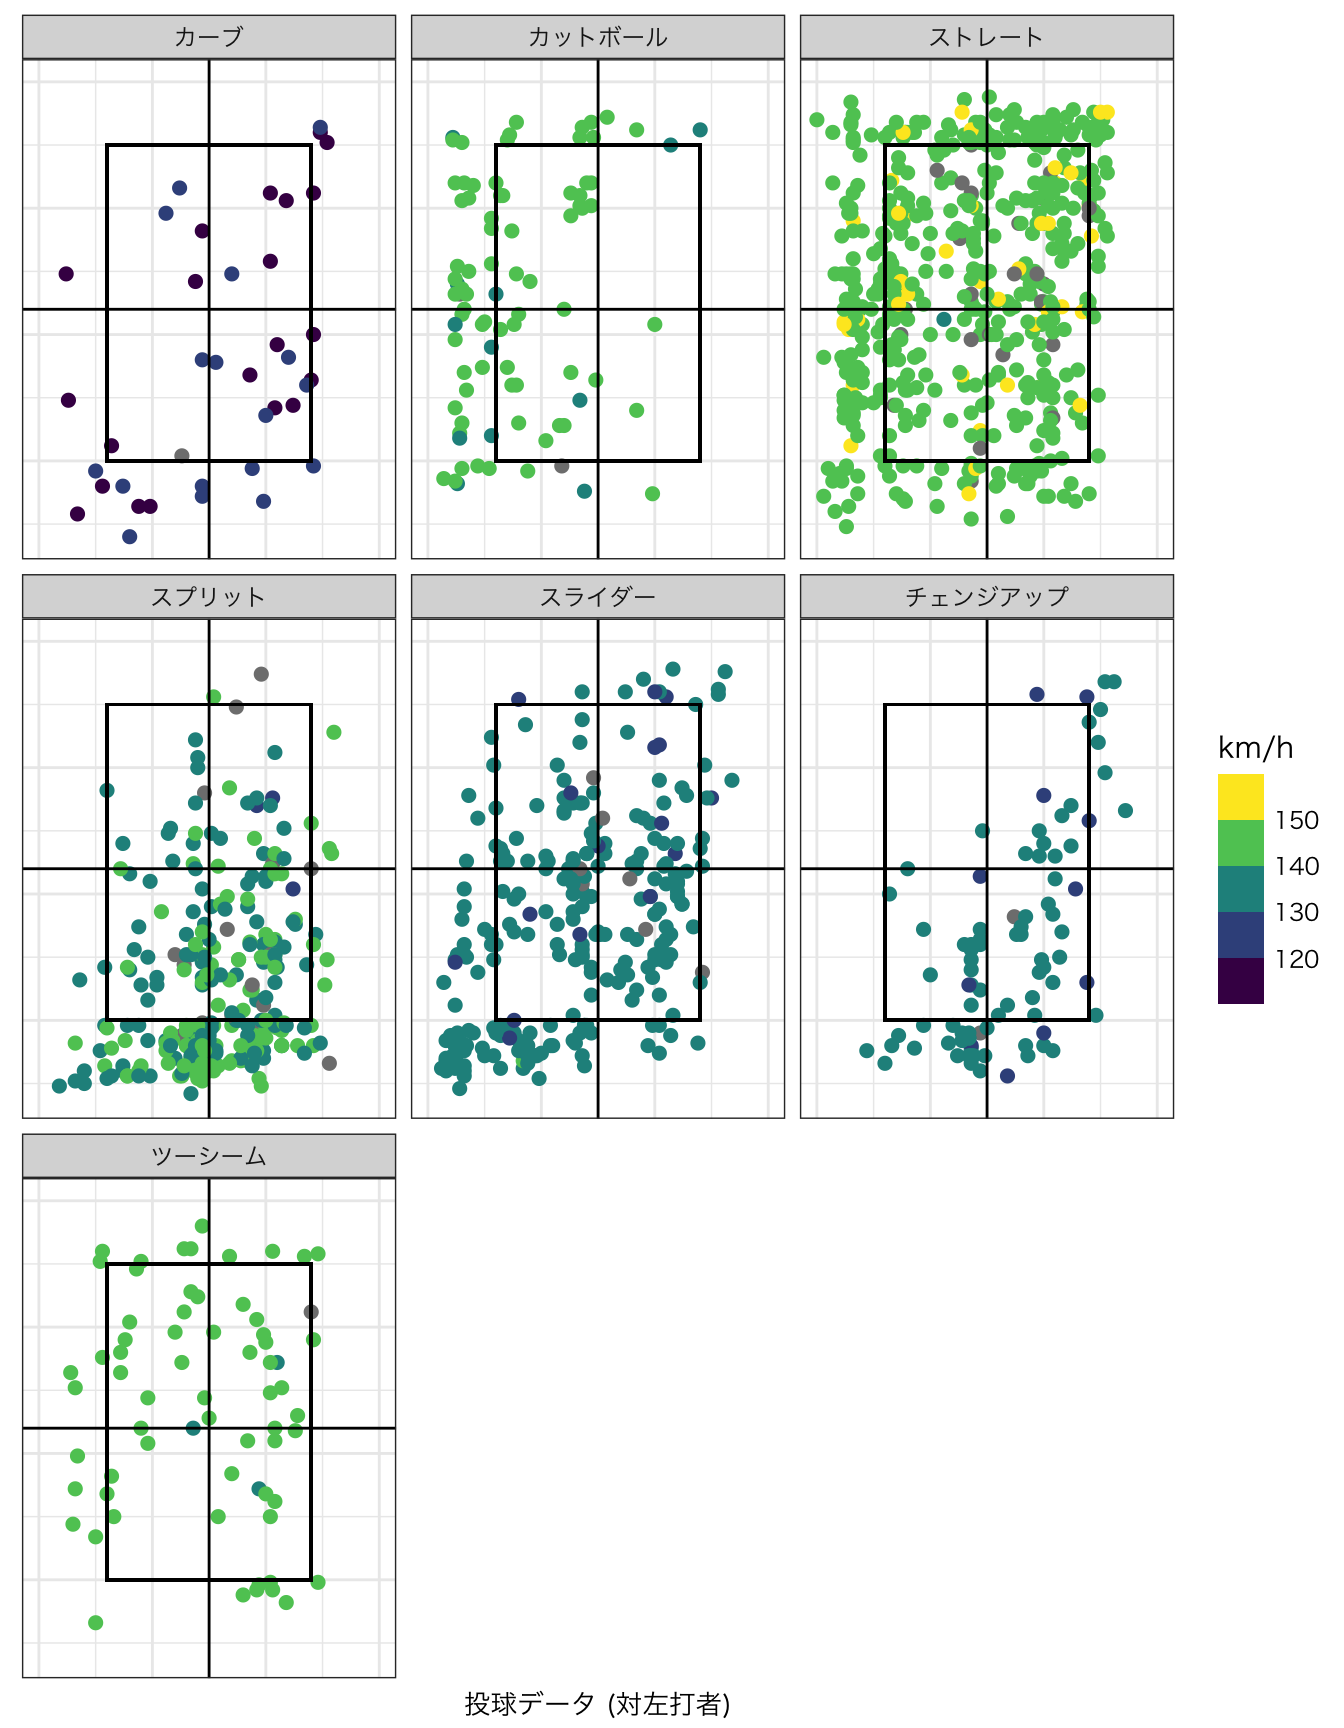 カーブ
カットボール
ストレート
スプリット
スライダー
チェンジアップ
ツーシーム
km/h
150
140
130
120
投球データ (対左打者)